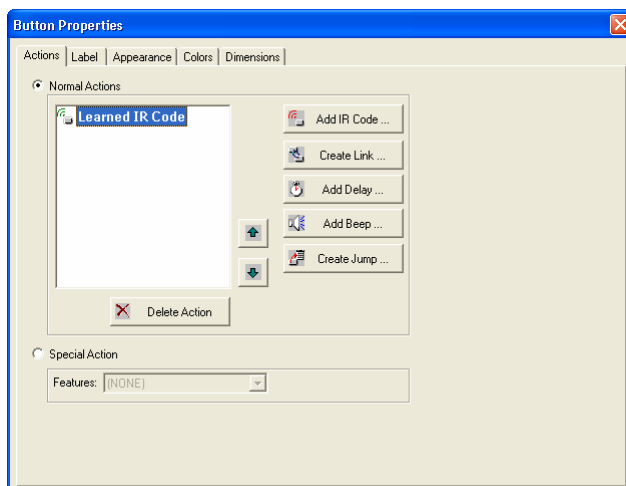 Button Properties
Actions Label Appearance Colors Dimensions
Normal Actions
Learned IR Code
Add IR Code ...
Create Link ...
Add Delay ...
Add Beep ...
Create Jump ...
Delete Action
Special Action
Features: (NONE)